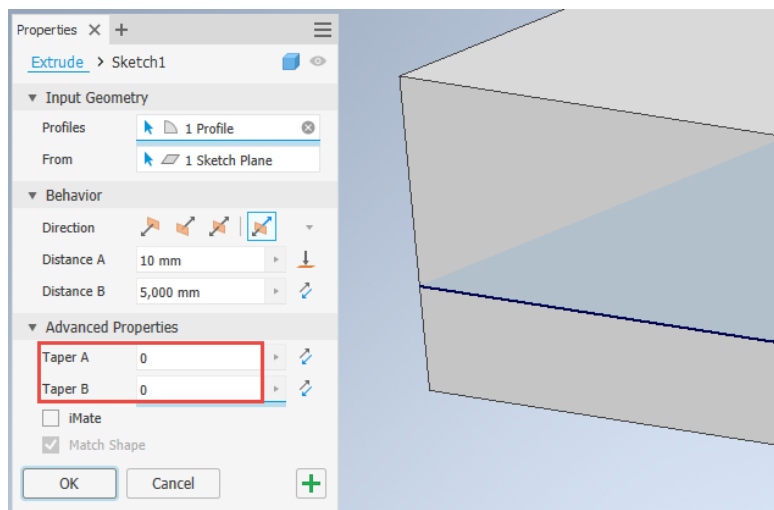 Properties
Extrude > Sketch1
Input Geometry
Profiles 1 Profile
From 1 Sketch Plane
Behavior
Direction
Distance A 10 mm
Distance B 5,000 mm
Advanced Properties
Taper A 0
Taper B 0
iMate
Match Shape
OK Cancel